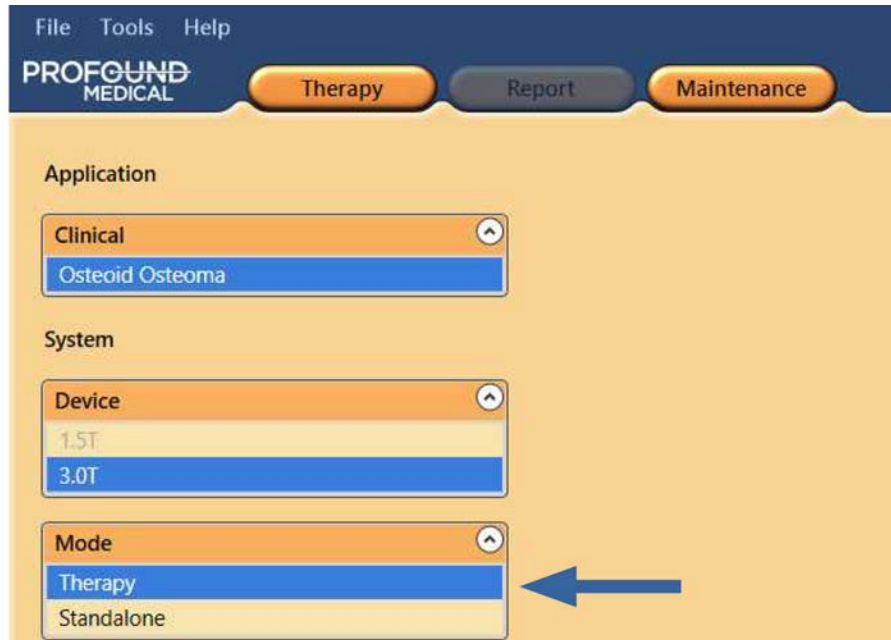 File Tools Help
PROFOUND
MEDICAL
Therapy Report Maintenance
Application
Clinical
Osteoid Osteoma
System
Device
1.5T
3.0T
Mode
Therapy
Standalone